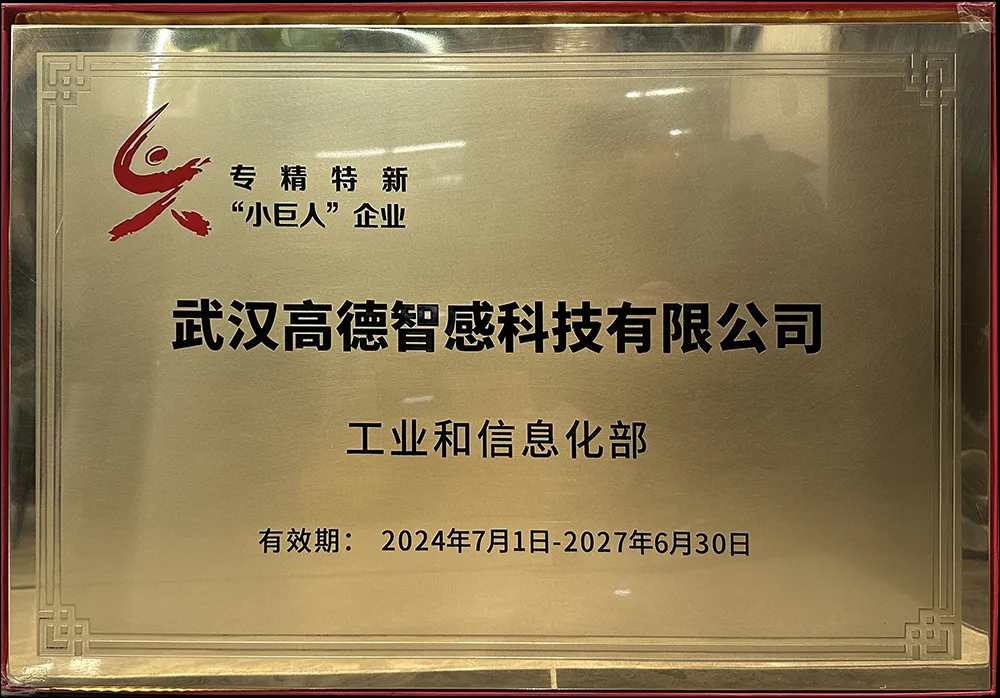 专精特新
“小巨人”企业
武汉高德智感科技有限公司
工业和信息化部
有效期： 2024年7月1日-2027年6月30日